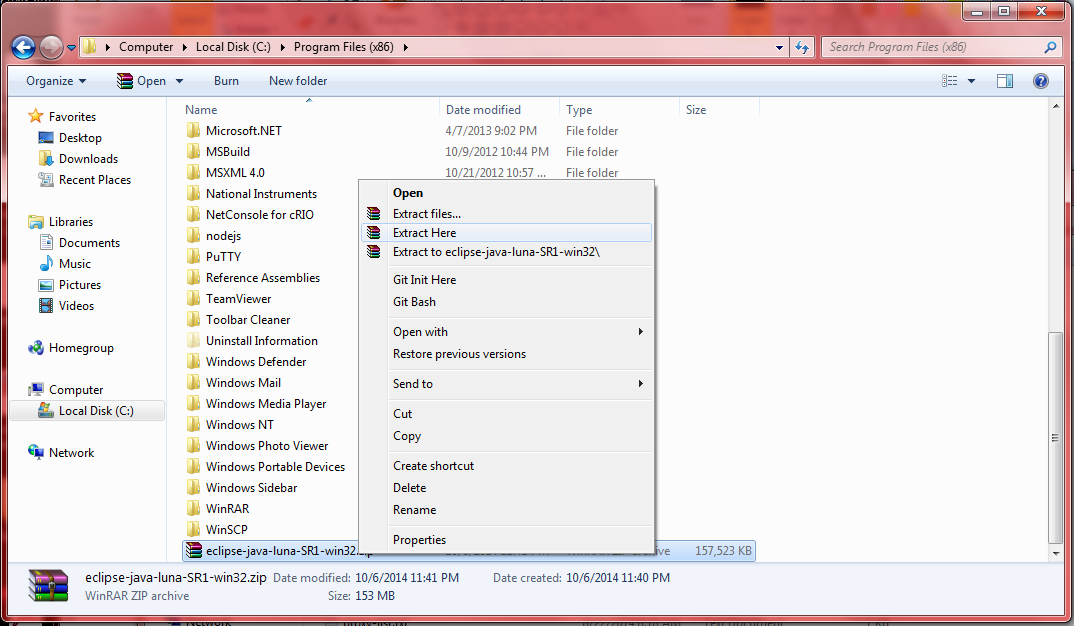 Computer Local Disk (C:) Program Files (x86)
Search Program Files (x86)
Organize Open Burn New folder
Name Date modified Type Size
Favorites
Desktop
Downloads
Recent Places
Libraries
Documents
Music
Pictures
Videos
Homegroup
Computer
Local Disk (C:)
Network
Microsoft.NET 4/7/2013 9:02 PM File folder
MSBuild 10/9/2012 10:44 PM File folder
MSXML 4.0 10/21/2012 10:57 ... File folder
National Instruments
NetConsole for cRIO
nodejs
PuTTY
Reference Assemblies
TeamViewer
Toolbar Cleaner
Uninstall Information
Windows Defender
Windows Mail
Windows Media Player
Windows NT
Windows Photo Viewer
Windows Portable Devices
Windows Sidebar
WinRAR
WinSCP
eclipse-java-luna-SR1-win32.zip 157,523 KB
Open
Extract files...
Extract Here
Extract to eclipse-java-luna-SR1-win32\
Git Init Here
Git Bash
Open with
Restore previous versions
Send to
Cut
Copy
Create shortcut
Delete
Rename
Properties
eclipse-java-luna-SR1-win32.zip Date modified: 10/6/2014 11:41 PM Date created: 10/6/2014 11:40 PM
WinRAR ZIP archive Size: 153 MB